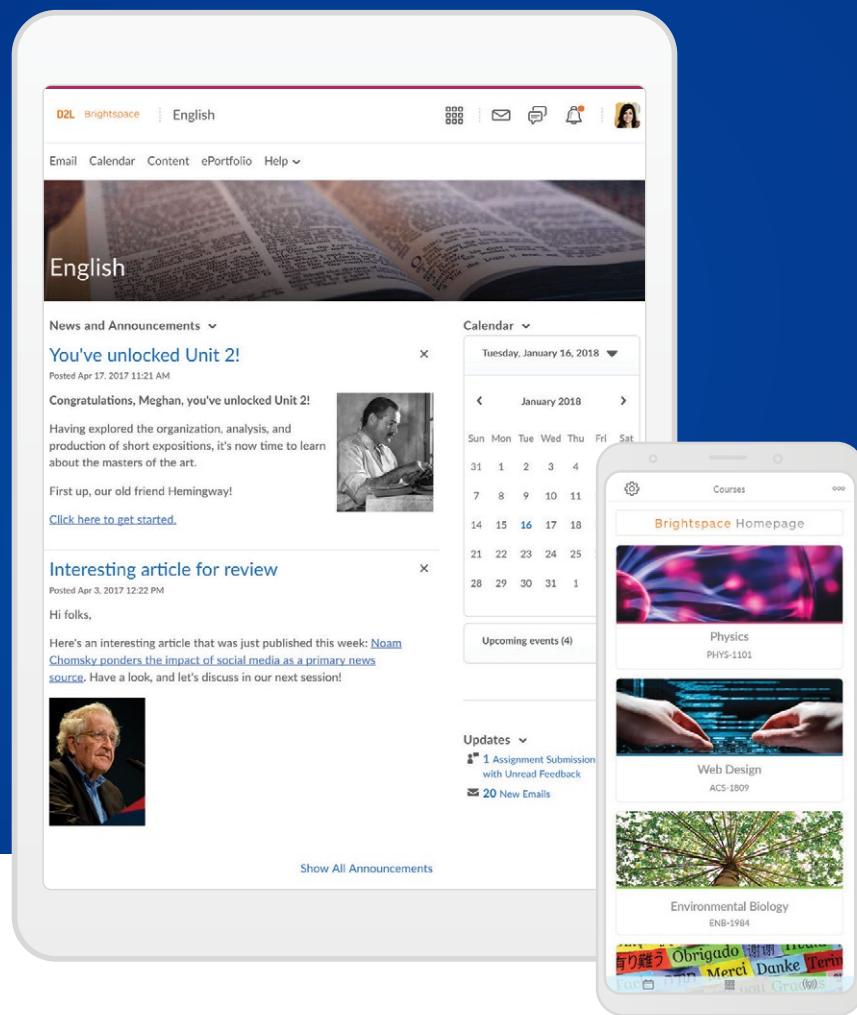 D2L Brightspace English
Email Calendar Content ePortfolio Help
English
News and Announcements
You've unlocked Unit 2!
Posted Apr 17, 2017 11:21 AM
Congratulations, Meghan, you've unlocked Unit 2!
Having explored the organization, analysis, and
production of short expositions, it's now time to learn
about the masters of the art.
First up, our old friend Hemingway!
Click here to get started.
Interesting article for review
Posted Apr 3, 2017 12:22 PM
Hi folks,
Here's an interesting article that was just published this week: Noam
Chomsky ponders the impact of social media as a primary news
source. Have a look, and let's discuss in our next session!
Show All Announcements
Calendar
Tuesday, January 16, 2018
January 2018
Sun Mon Tue Wed Thu Fri Sat
31 1 2 3 4
7 8 9 10 11
14 15 16 17 18
21 22 23 24 25
28 29 30 31 1
Upcoming events (4)
Updates
1 Assignment Submission
with Unread Feedback
20 New Emails
Courses
Brightspace Homepage
Physics
PHYS-1101
Web Design
ACS-1809
Environmental Biology
ENB-1984
有り難う Obrigado 谢谢
Merci Danke